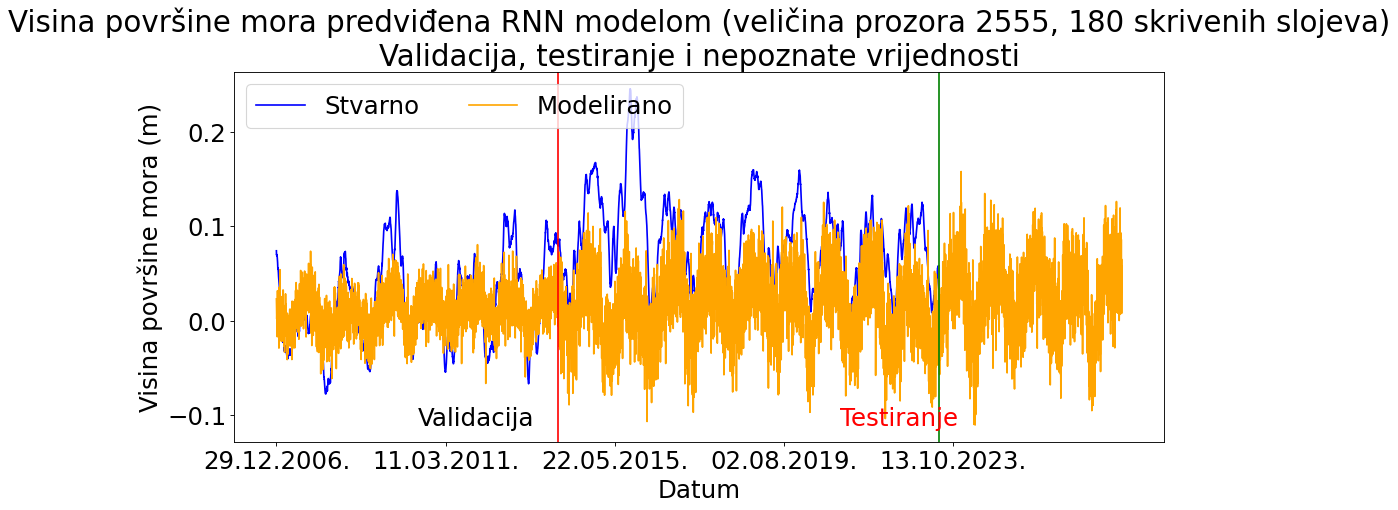 Visina površine mora predviđena RNN modelom (veličina prozora 2555, 180 skrivenih slojeva)
Validacija, testiranje i nepoznate vrijednosti
Stvarno Modelirano
Visina površine mora (m)
0.2
0.1
0.0
−0.1
Validacija Testiranje
29.12.2006. 11.03.2011. 22.05.2015. 02.08.2019. 13.10.2023.
Datum